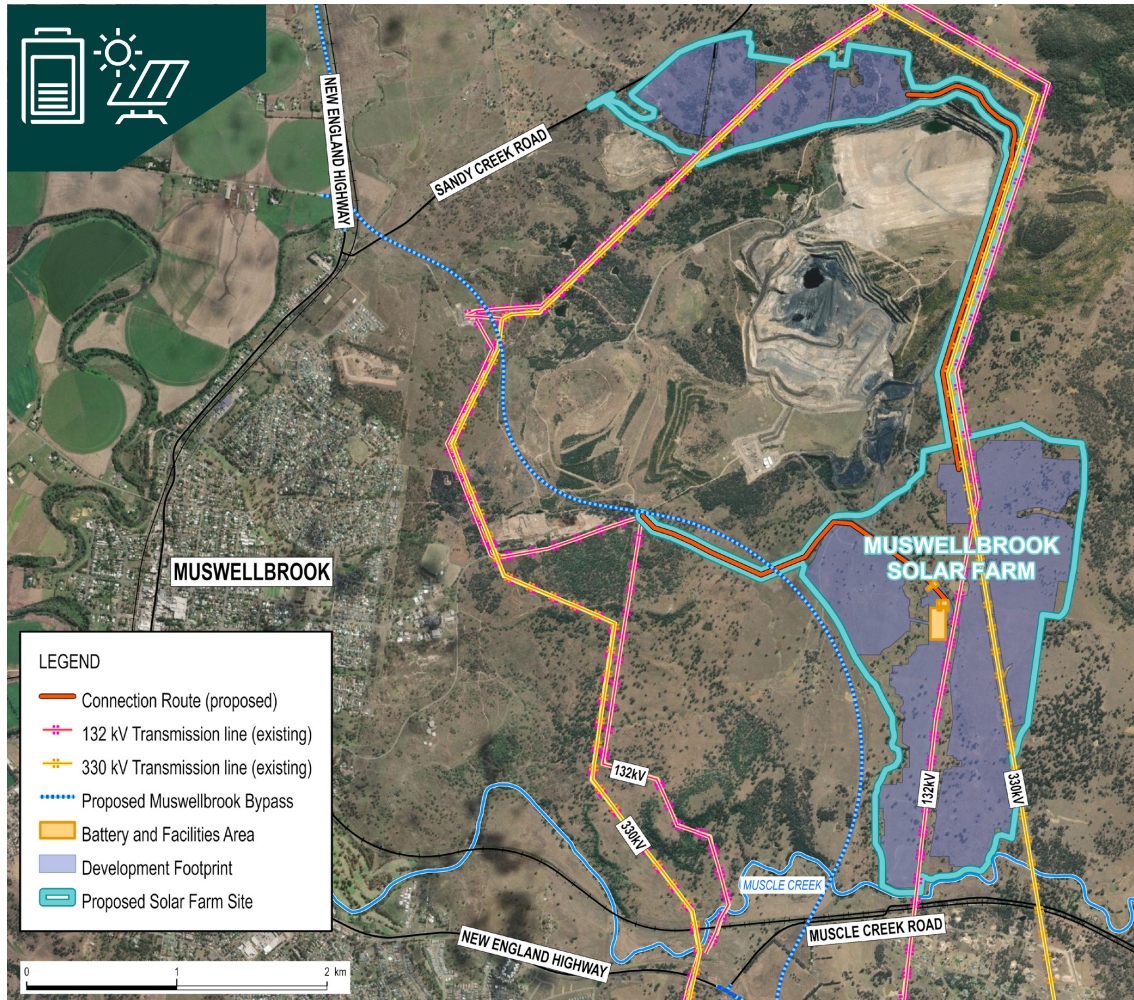 NEW ENGLAND HIGHWAY
SANDY CREEK ROAD
MUSWELLBROOK
SOLAR FARM
MUSWELLBROOK
LEGEND
Connection Route (proposed)
132 kV Transmission line (existing)
330 kV Transmission line (existing)
Proposed Muswellbrook Bypass
Battery and Facilities Area
Development Footprint
Proposed Solar Farm Site
132kV
330kV
132kV
330kV
MUSCLE CREEK
MUSCLE CREEK ROAD
NEW ENGLAND HIGHWAY
0 1 2 km